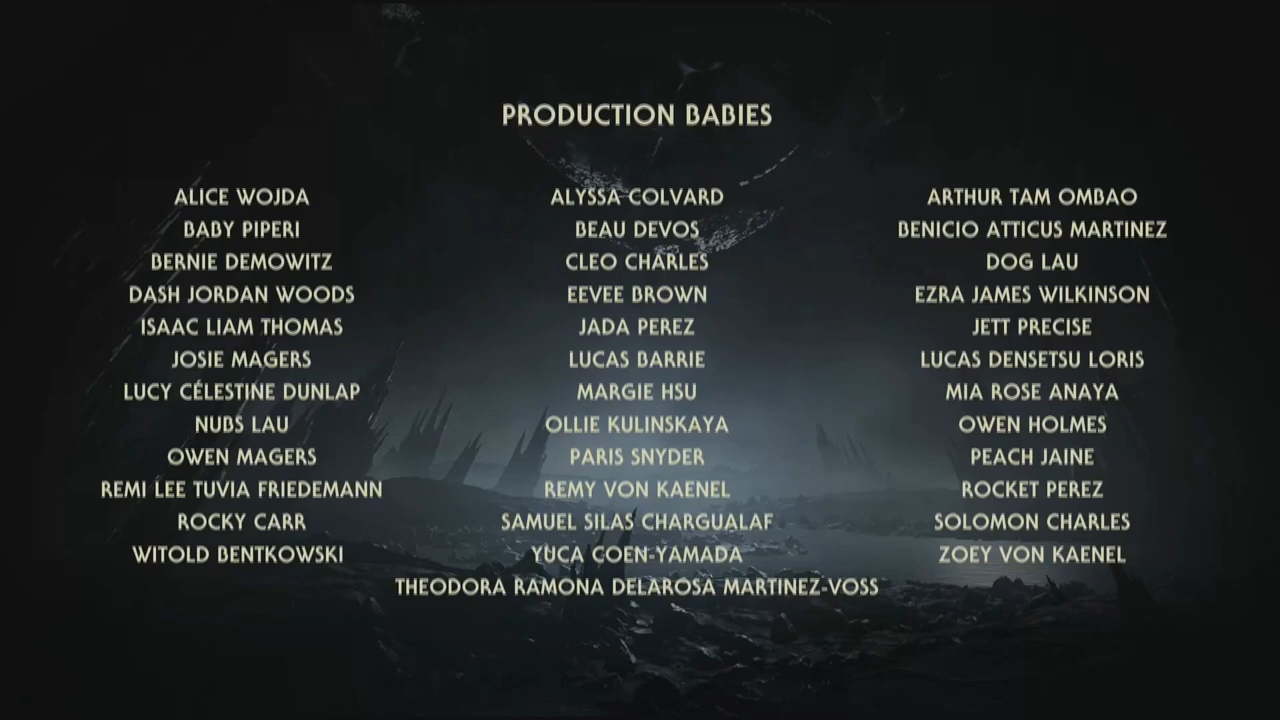 PRODUCTION BABIES
ALICE WOJDA ALYSSA COLVARD ARTHUR TAM OMBAO
BABY PIPERI BEAU DEVOS BENICIO ATTICUS MARTINEZ
BERNIE DEMOWITZ CLEO CHARLES DOG LAU
DASH JORDAN WOODS EEVEE BROWN EZRA JAMES WILKINSON
ISAAC LIAM THOMAS JADA PEREZ JETT PRECISE
JOSIE MAGERS LUCAS BARRIE LUCAS DENSETSU LORIS
LUCY CÉLESTINE DUNLAP MARGIE HSU MIA ROSE ANAYA
NUBS LAU OLLIE KULINSKAYA OWEN HOLMES
OWEN MAGERS PARIS SNYDER PEACH JAINE
REMI LEE TUVIA FRIEDEMANN REMY VON KAENEL ROCKET PEREZ
ROCKY CARR SAMUEL SILAS CHARGUALAF SOLOMON CHARLES
WITOLD BENTKOWSKI YUCA COEN-YAMADA ZOEY VON KAENEL
THEODORA RAMONA DELAROSA MARTINEZ-VOSS